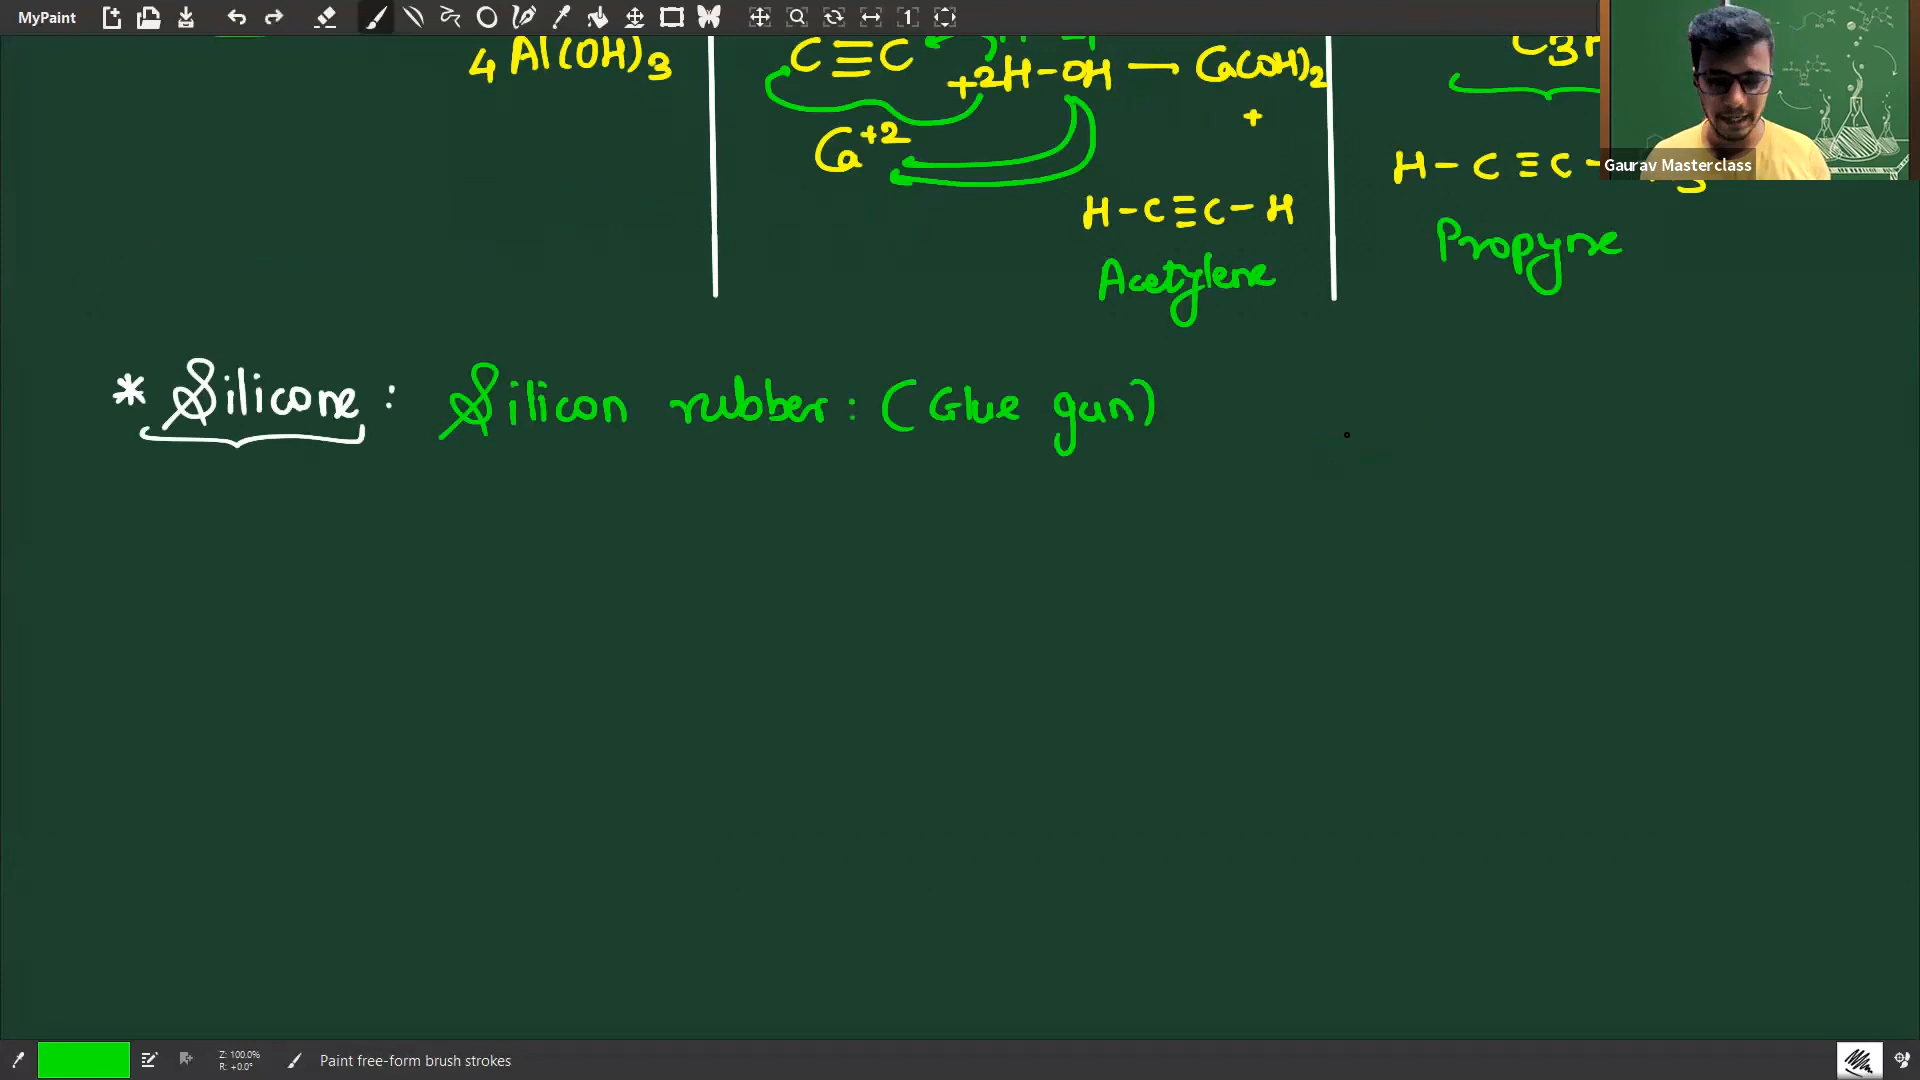 MyPaint
4 Al(OH)3
C≡C +2H-OH — Ca(OH)2
+
Ca+2
H-C≡C-H
Acetylene
H-C≡C-
Propyne
Gaurav Masterclass
* Silicone : Silicon rubber : (Glue gun)
Z: 100.0%
R: +0.0°
Paint free-form brush strokes